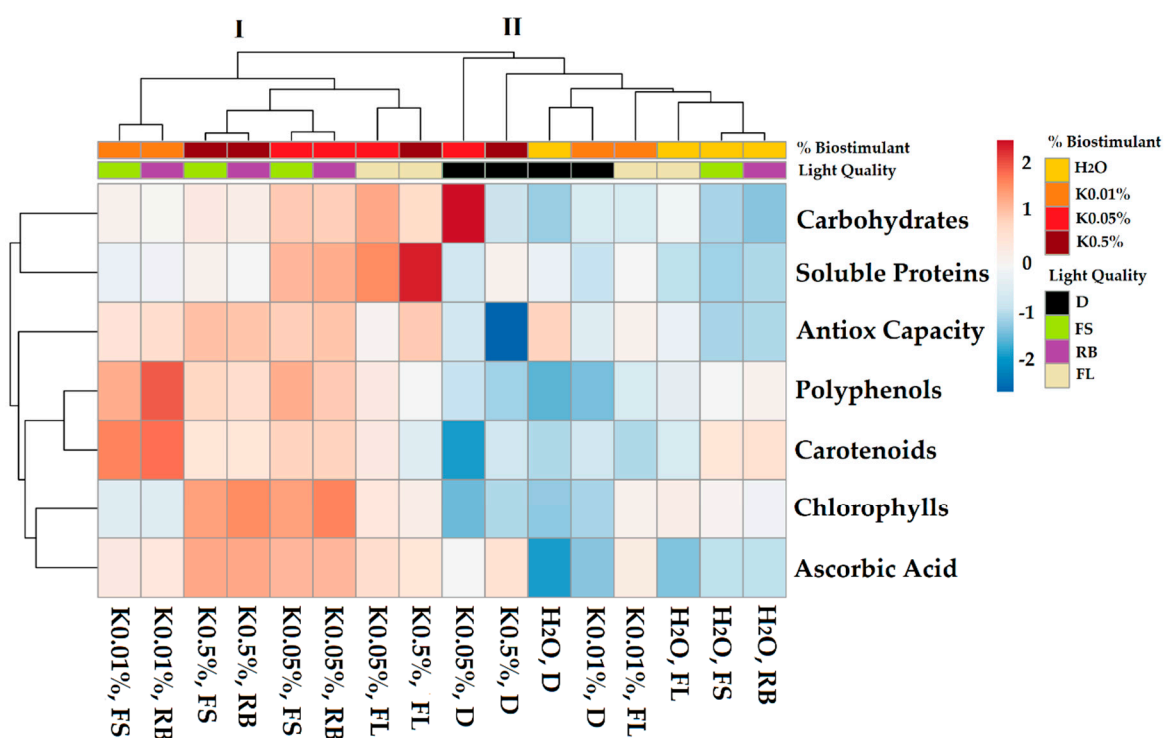 I
II
% Biostimulant
Light Quality
Carbohydrates
Soluble Proteins
Antiox Capacity
Polyphenols
Carotenoids
Chlorophylls
Ascorbic Acid
K0.01%, FS
K0.01%, RB
K0.5%, FS
K0.5%, RB
K0.05%, FS
K0.05%, RB
K0.05%, FL
K0.5%, FL
K0.05%, D
K0.5%, D
H2O, D
K0.01%, D
K0.01%, FL
H2O, FL
H2O, FS
H2O, RB
2
1
0
-1
-2
% Biostimulant
H2O
K0.01%
K0.05%
K0.5%
Light Quality
D
FS
RB
FL